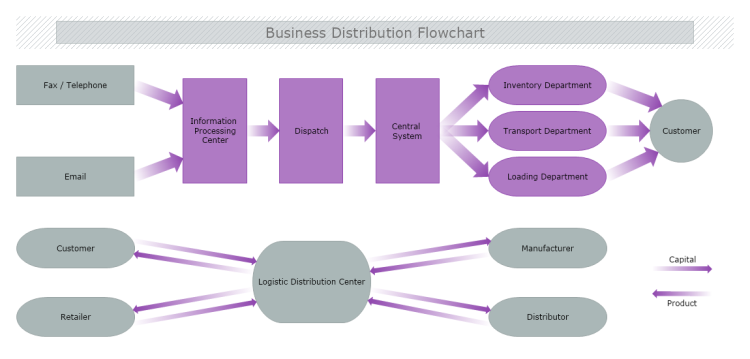 Business Distribution Flowchart
Fax / Telephone
Email
Information
Processing
Center
Dispatch
Central
System
Inventory Department
Transport Department
Loading Department
Customer
Customer
Retailer
Logistic Distribution Center
Manufacturer
Distributor
Capital
Product